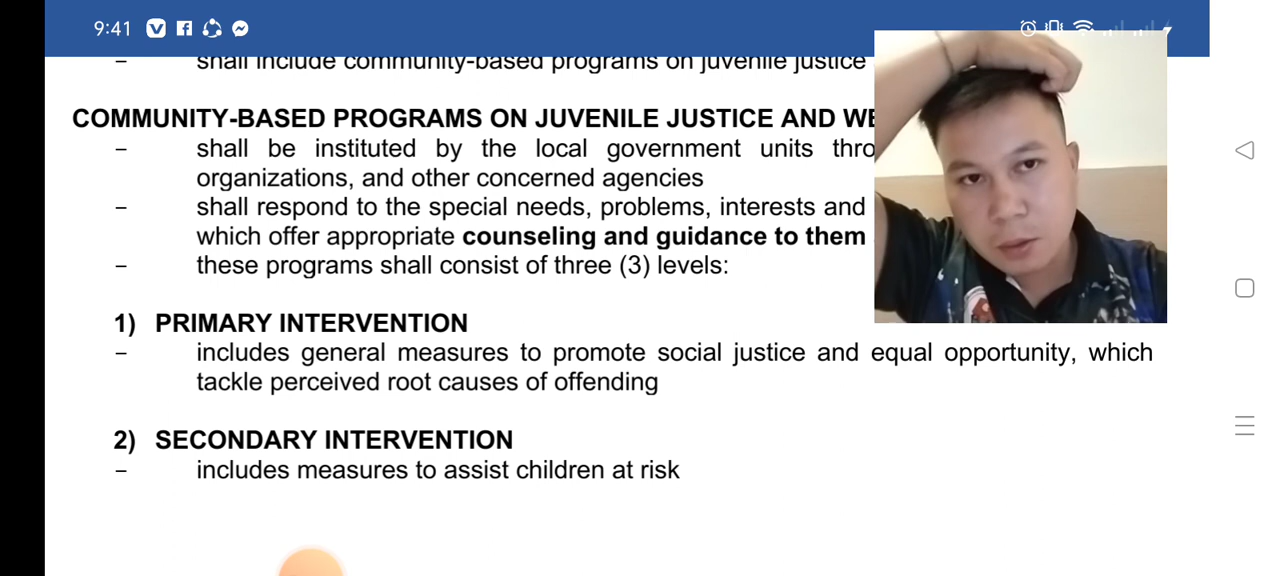 9:41
shall include community-based programs on juvenile justice
COMMUNITY-BASED PROGRAMS ON JUVENILE JUSTICE AND
– shall be instituted by the local government units
organizations, and other concerned agencies
– shall respond to the special needs, problems, interests and
which offer appropriate counseling and guidance to them
– these programs shall consist of three (3) levels:
1) PRIMARY INTERVENTION
– includes general measures to promote social justice and equal opportunity, which
tackle perceived root causes of offending
2) SECONDARY INTERVENTION
– includes measures to assist children at risk